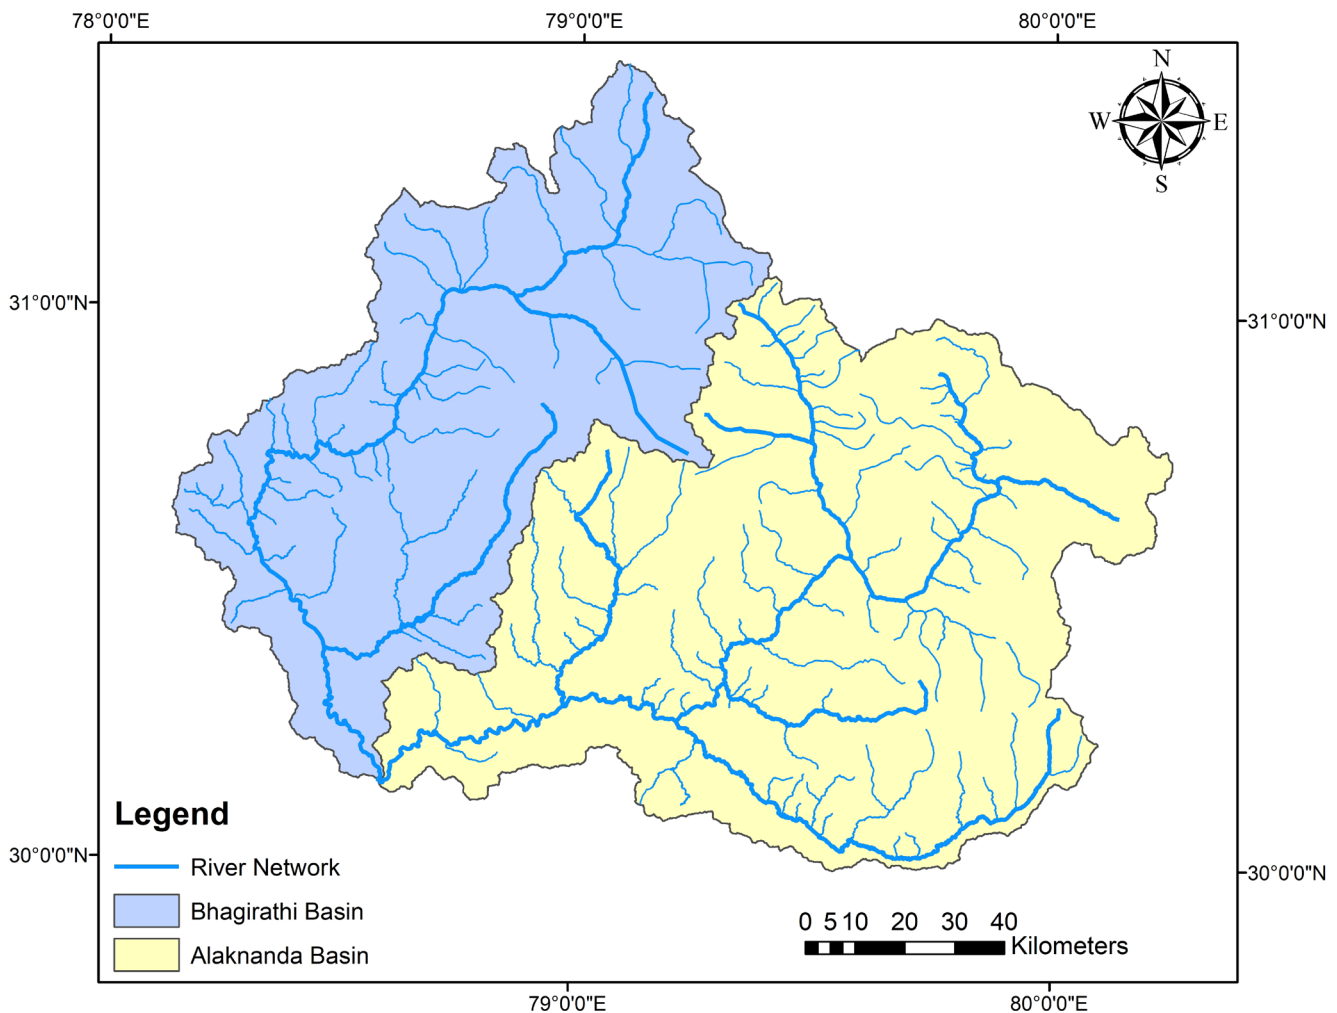 78°0'0"E
79°0'0"E
80°0'0"E
N
W
E
S
31°0'0"N
31°0'0"N
Legend
River Network
Bhagirathi Basin
Alaknanda Basin
30°0'0"N
30°0'0"N
0 5 10 20 30 40
Kilometers
79°0'0"E
80°0'0"E